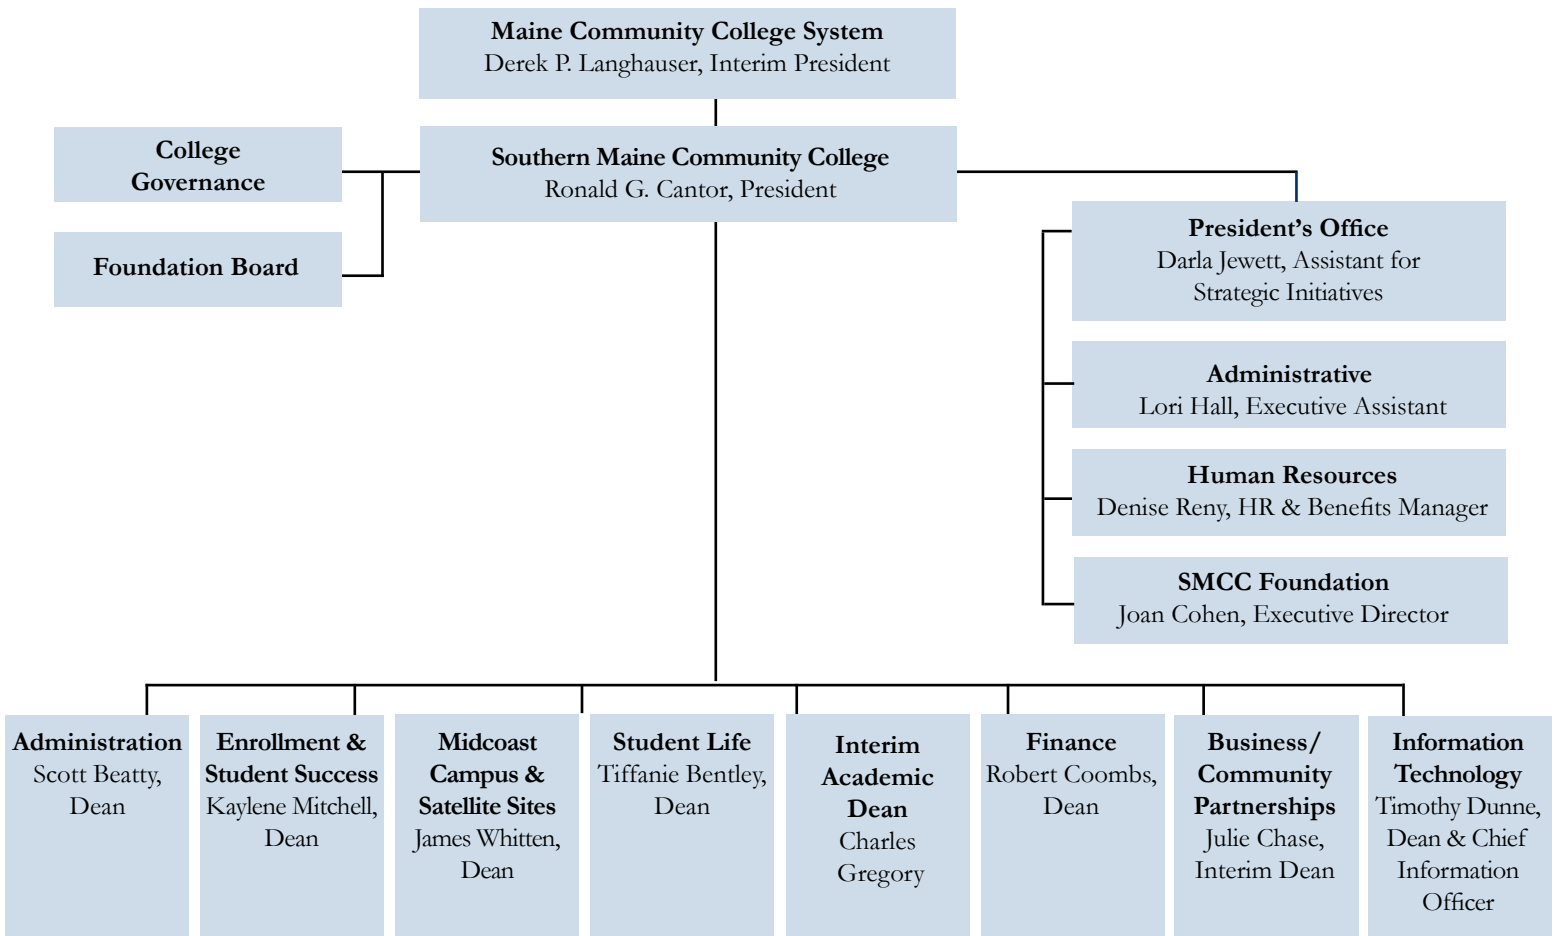 Maine Community College System
Derek P. Langhauser, Interim President
College
Governance
Southern Maine Community College
Ronald G. Cantor, President
Foundation Board
President’s Office
Darla Jewett, Assistant for
Strategic Initiatives
Administrative
Lori Hall, Executive Assistant
Human Resources
Denise Reny, HR & Benefits Manager
SMCC Foundation
Joan Cohen, Executive Director
Administration
Scott Beatty,
Dean
Enrollment &
Student Success
Kaylene Mitchell,
Dean
Midcoast
Campus &
Satellite Sites
James Whitten,
Dean
Student Life
Tiffanie Bentley,
Dean
Interim
Academic
Dean
Charles
Gregory
Finance
Robert Coombs,
Dean
Business/
Community
Partnerships
Julie Chase,
Interim Dean
Information
Technology
Timothy Dunne,
Dean & Chief
Information
Officer